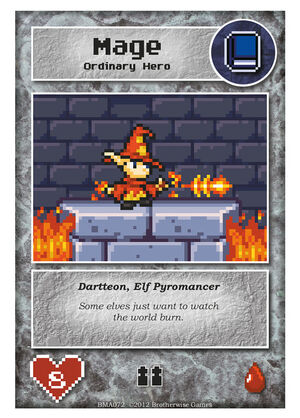 Mage
Ordinary Hero
Dartteon, Elf Pyromancer
Some elves just want to watch
the world burn.
8
BMA072 ©2012 Brotherwise Games